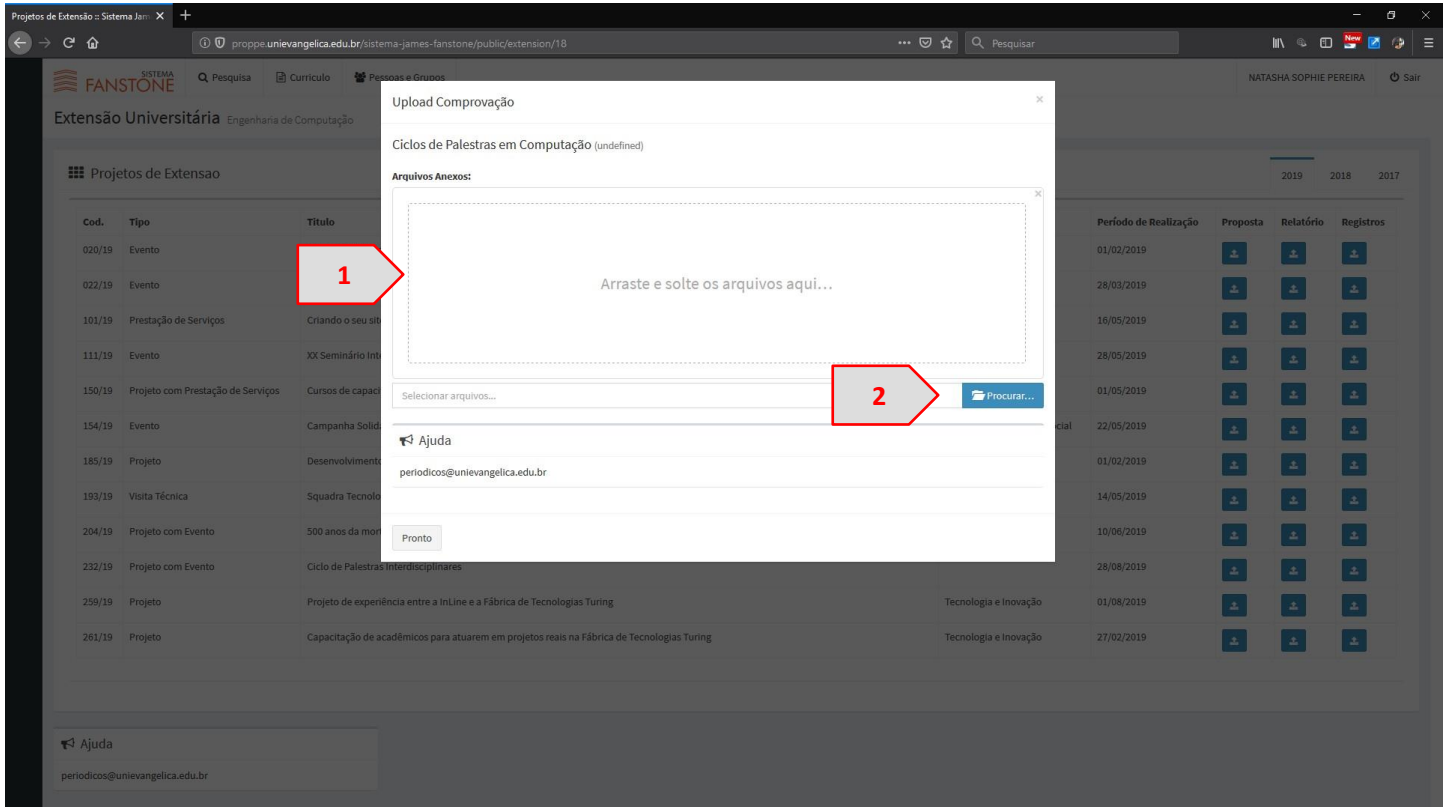 Projetos de Extensão :: Sistema Jam
proppe.unievangelica.edu.br/sistema-james-fanstone/public/extension/18
Pesquisar
New
SISTEMA
FANSTONE
Pesquisa
Currículo
Pessoas e Grupos
NATASHA SOPHIE PEREIRA
Sair
Extensão Universitária Engenharia de Computação
Upload Comprovação
Ciclos de Palestras em Computação (undefined)
Arquivos Anexos:
Arraste e solte os arquivos aqui...
1
2
Selecionar arquivos...
Procurar...
Ajuda
periodicos@unievangelica.edu.br
Pronto
Projetos de Extensao
2019 2018 2017
Cod. Tipo Título Período de Realização Proposta Relatório Registros
020/19 Evento 01/02/2019
022/19 Evento 28/03/2019
101/19 Prestação de Serviços Criando o seu sit 16/05/2019
111/19 Evento XX Seminário Int 28/05/2019
150/19 Projeto com Prestação de Serviços Cursos de capaci 01/05/2019
154/19 Evento Campanha Solid cial 22/05/2019
185/19 Projeto Desenvolviment 01/02/2019
193/19 Visita Técnica Squadra Tecnolo 14/05/2019
204/19 Projeto com Evento 500 anos da mor 10/06/2019
232/19 Projeto com Evento Ciclo de Palestras Interdisciplinares 28/08/2019
259/19 Projeto Projeto de experiência entre a InLine e a Fábrica de Tecnologias Turing Tecnologia e Inovação 01/08/2019
261/19 Projeto Capacitação de acadêmicos para atuarem em projetos reais na Fábrica de Tecnologias Turing Tecnologia e Inovação 27/02/2019
Ajuda
periodicos@unievangelica.edu.br